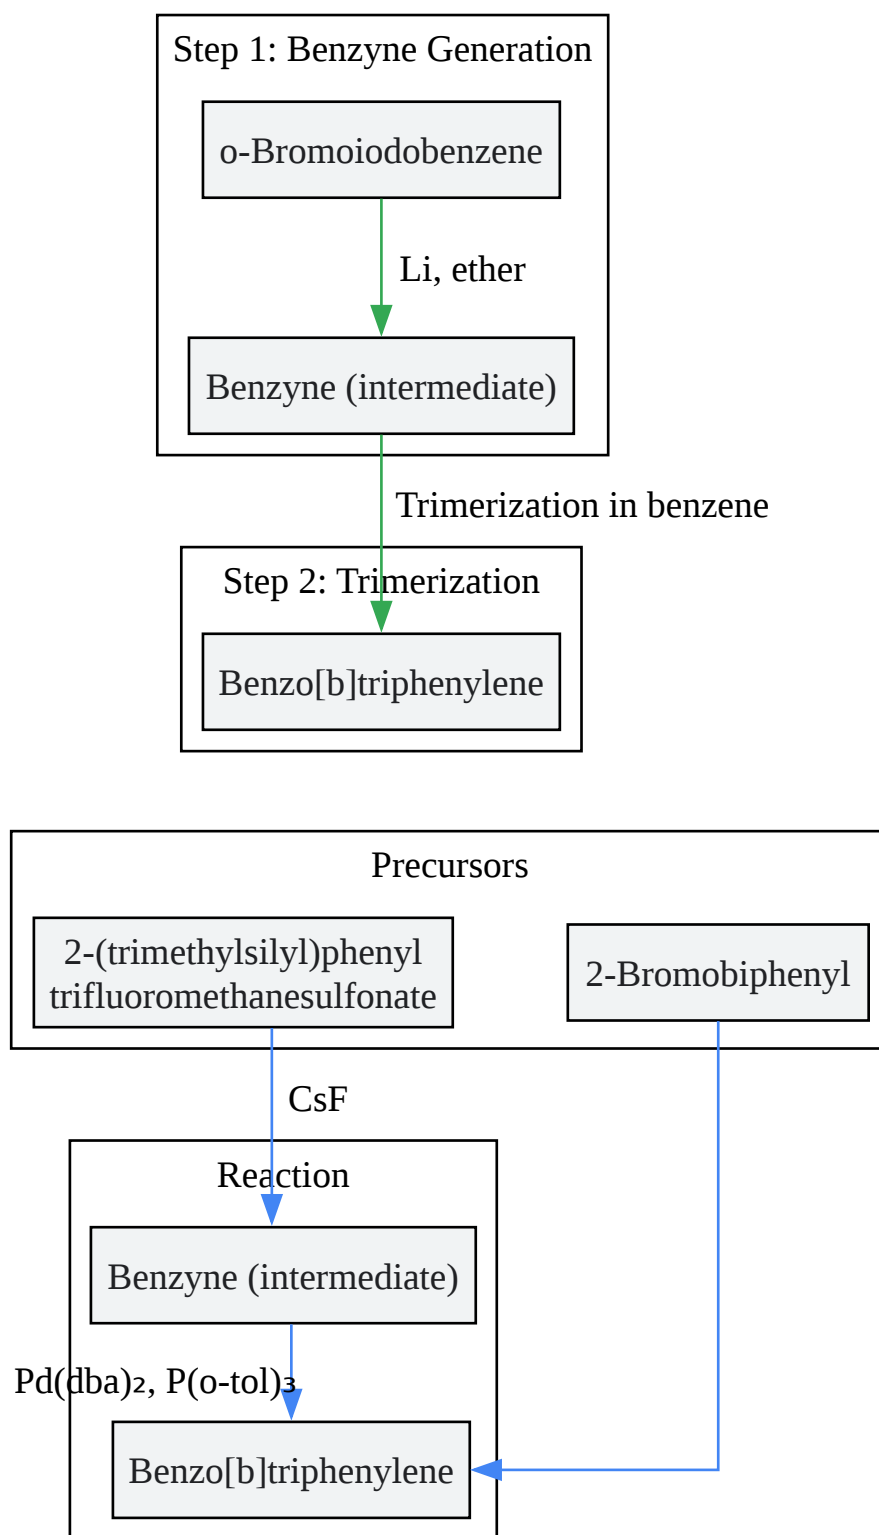 Step 1: Benzyne Generation
o-Bromoiodobenzene
Li, ether
Benzyne (intermediate)
Trimerization in benzene
Step 2: Trimerization
Benzo[b]triphenylene
Precursors
2-(trimethylsilyl)phenyl
trifluoromethanesulfonate
2-Bromobiphenyl
CsF
Reaction
Benzyne (intermediate)
Pd(dba)₂, P(o-tol)₃
Benzo[b]triphenylene